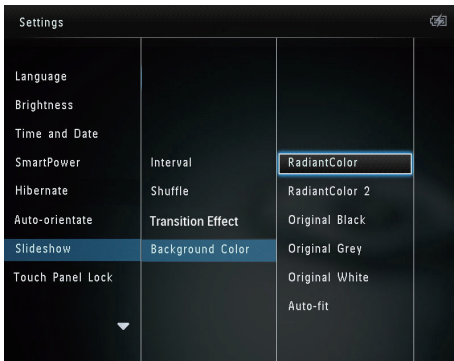 Settings
Language
Brightness
Time and Date
SmartPower
Hibernate
Auto-orientate
Slideshow
Touch Panel Lock
Interval
Shuffle
Transition Effect
Background Color
RadiantColor
RadiantColor 2
Original Black
Original Grey
Original White
Auto-fit